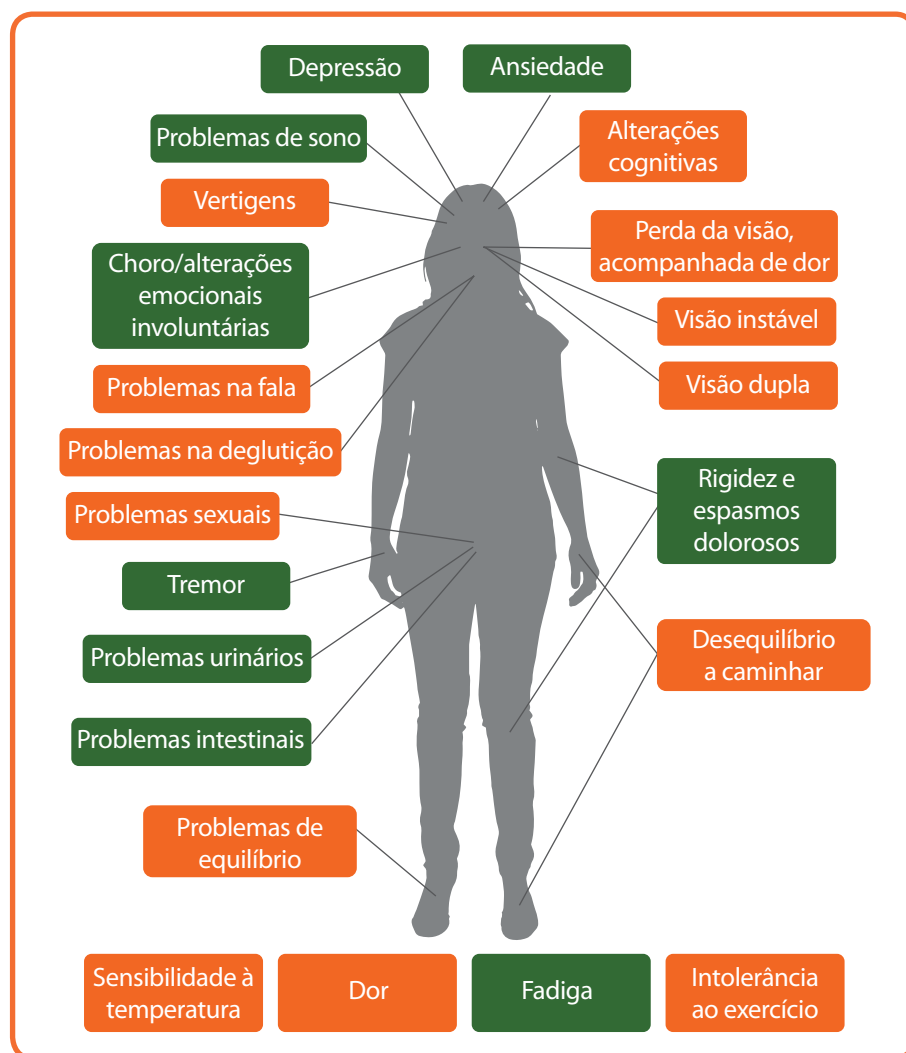 Depressão
Ansiedade
Problemas de sono
Alterações
cognitivas
Vertigens
Perda da visão,
acompanhada de dor
Choro/alterações
emocionais
involuntárias
Visão instável
Problemas na fala
Visão dupla
Problemas na deglutição
Rigidez e
espasmos
dolorosos
Problemas sexuais
Tremor
Problemas urinários
Desequilíbrio
a caminhar
Problemas intestinais
Problemas de
equilíbrio
Sensibilidade à
temperatura
Dor
Fadiga
Intolerância
ao exercício